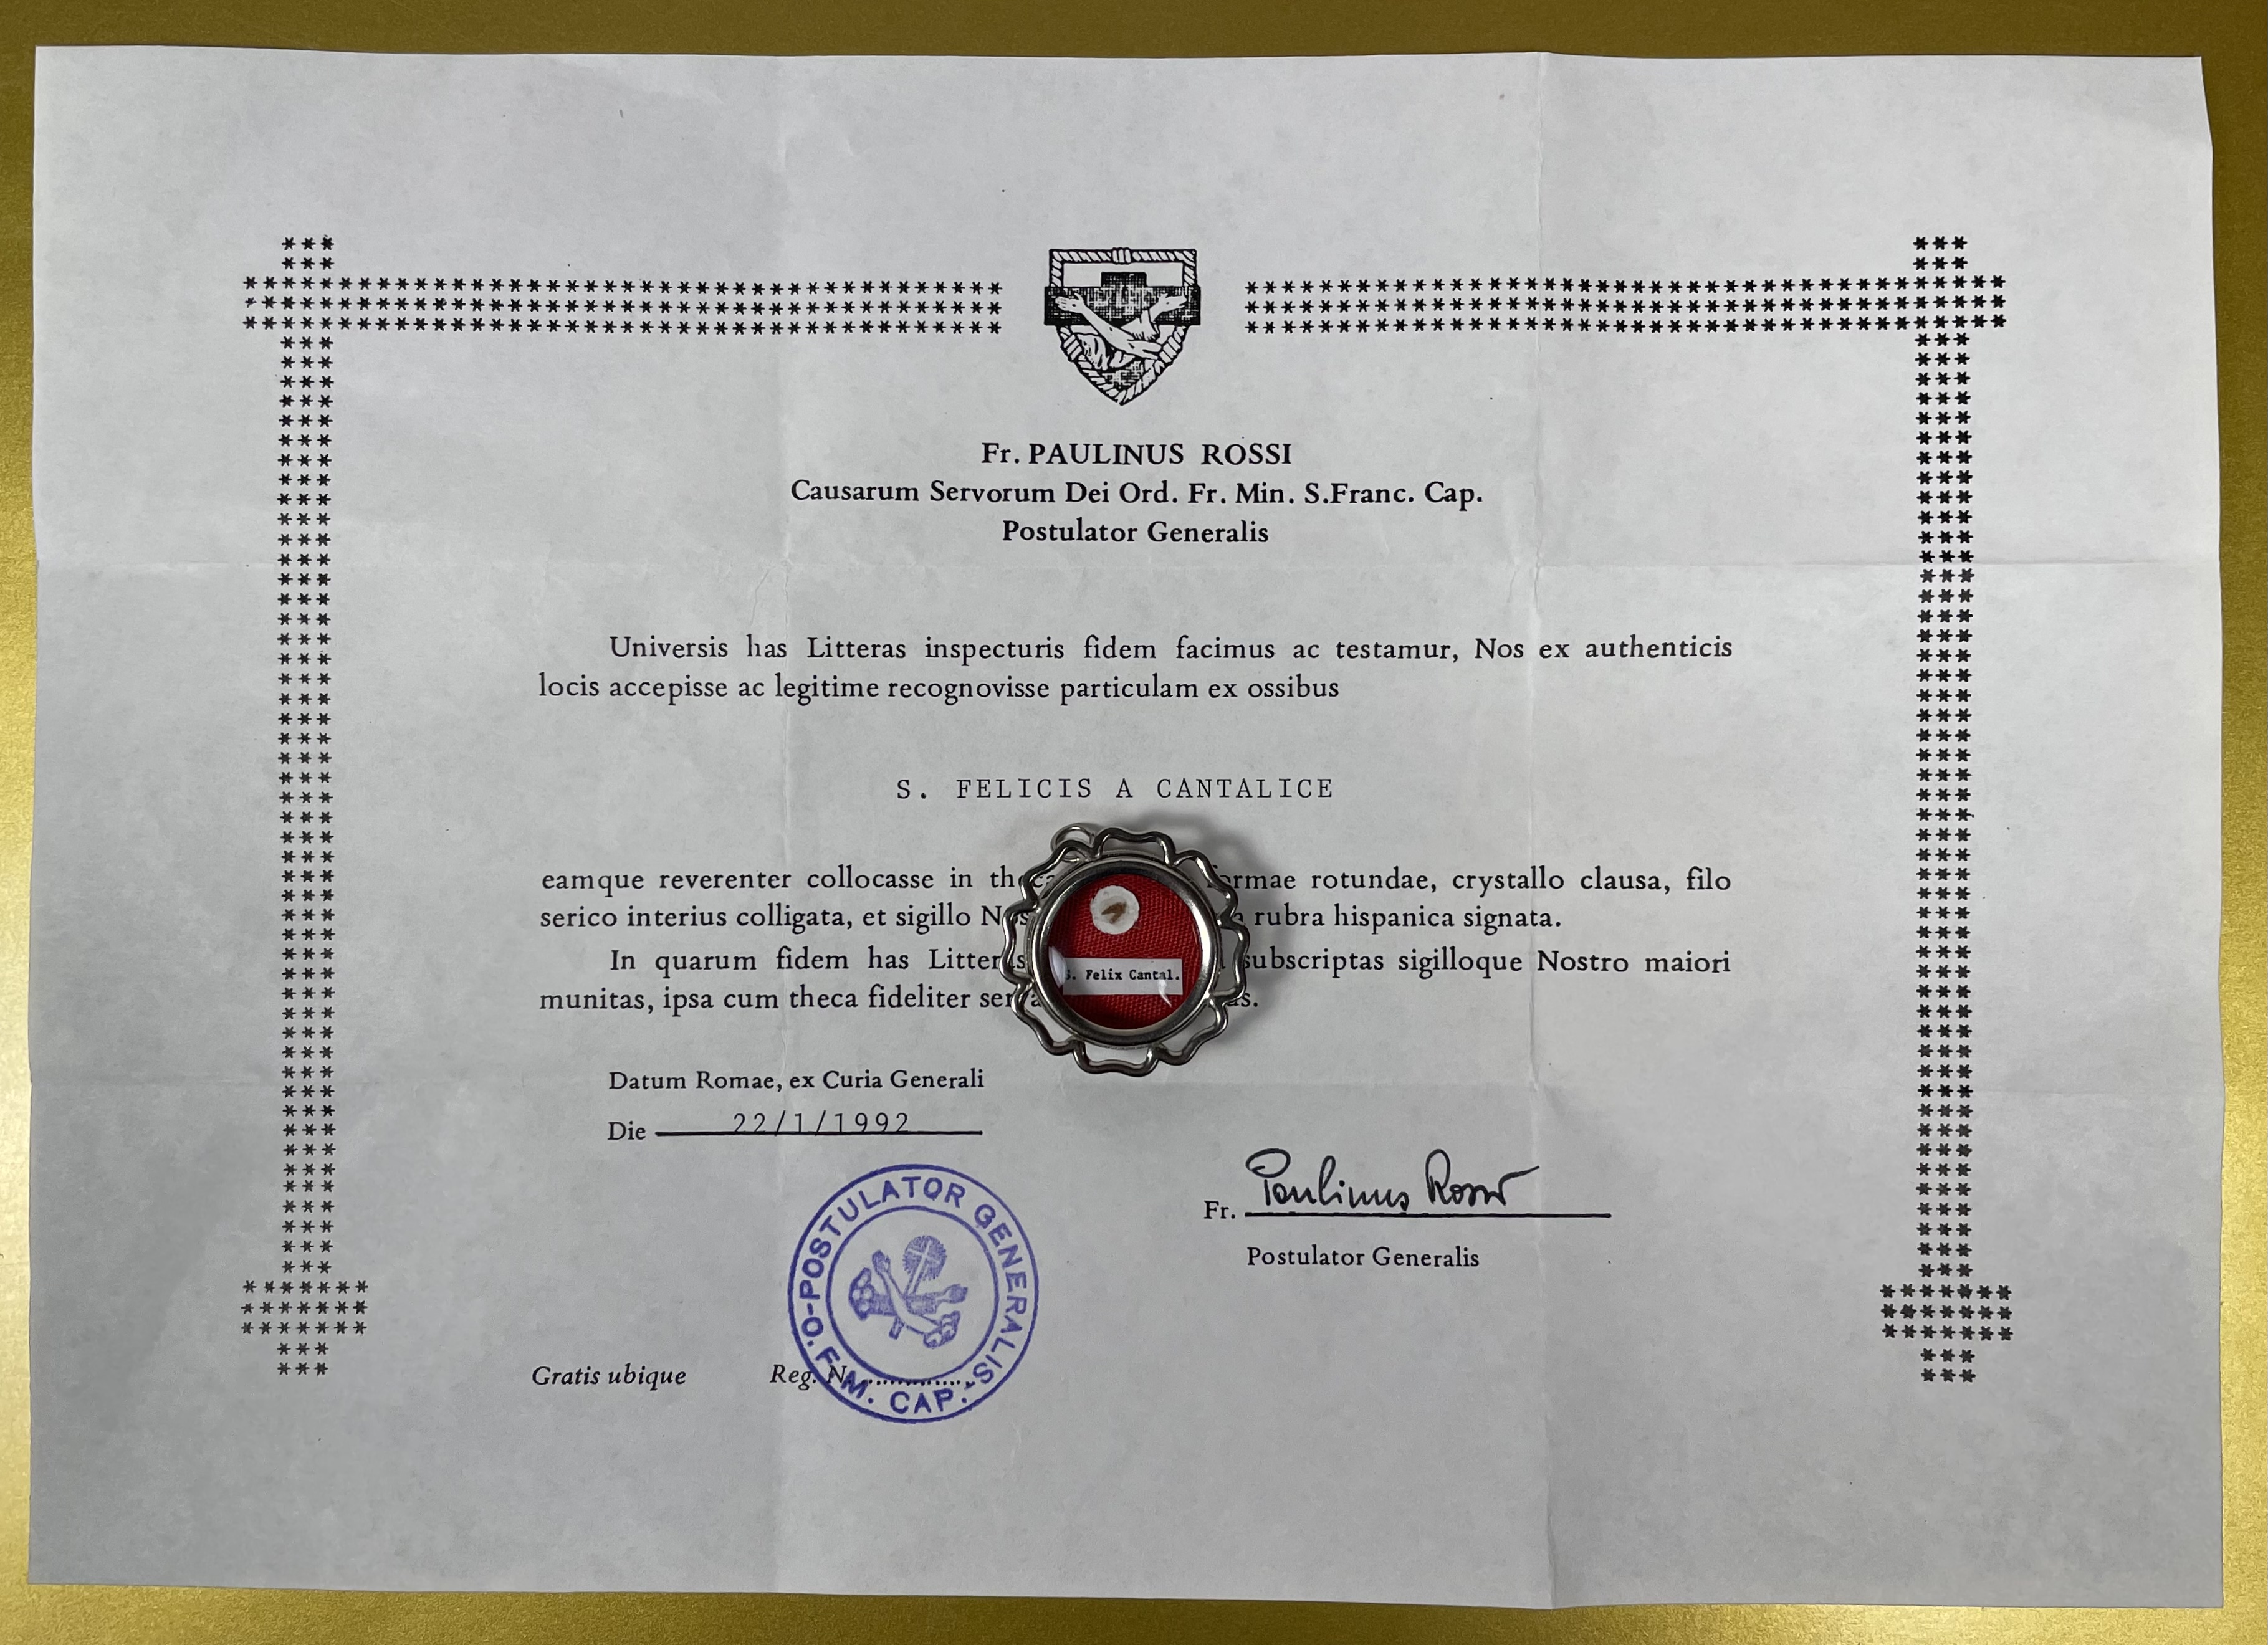 Fr. PAULINUS ROSSI
Causarum Servorum Dei Ord. Fr. Min. S.Franc. Cap.
Postulator Generalis
Universis has Litteras inspecturis fidem facimus ac testamur, Nos ex authenticis
locis accepisse ac legitime recognovisse particulam ex ossibus
S. FELICIS A CANTALICE
eamque reverenter collocasse in formae rotundae, crystallo clausa, filo
serico interius colligata, et sigillo rubra hispanica signata.
In quarum fidem has subscriptas sigilloque Nostro maiori
munitas, ipsa cum theca fideliter
S. Felix Cantal.
Datum Romae, ex Curia Generali
Die 22/1/1992
Fr. Paulinus Rossi
Postulator Generalis
POSTULATOR GENERALIS - O. F. M. CAP. -
Gratis ubique Reg. N.